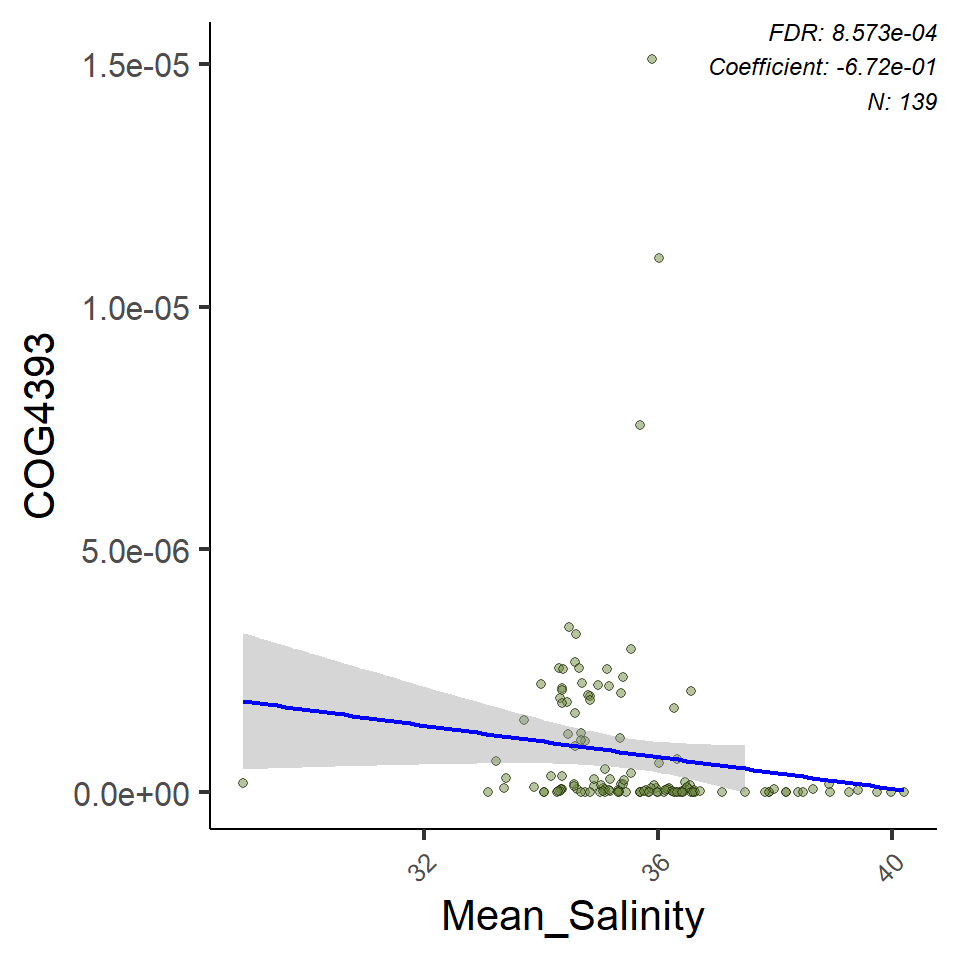 FDR: 8.573e-04
Coefficient: -6.72e-01
N: 139
1.5e-05
1.0e-05
5.0e-06
0.0e+00
COG4393
32
36
40
Mean_Salinity